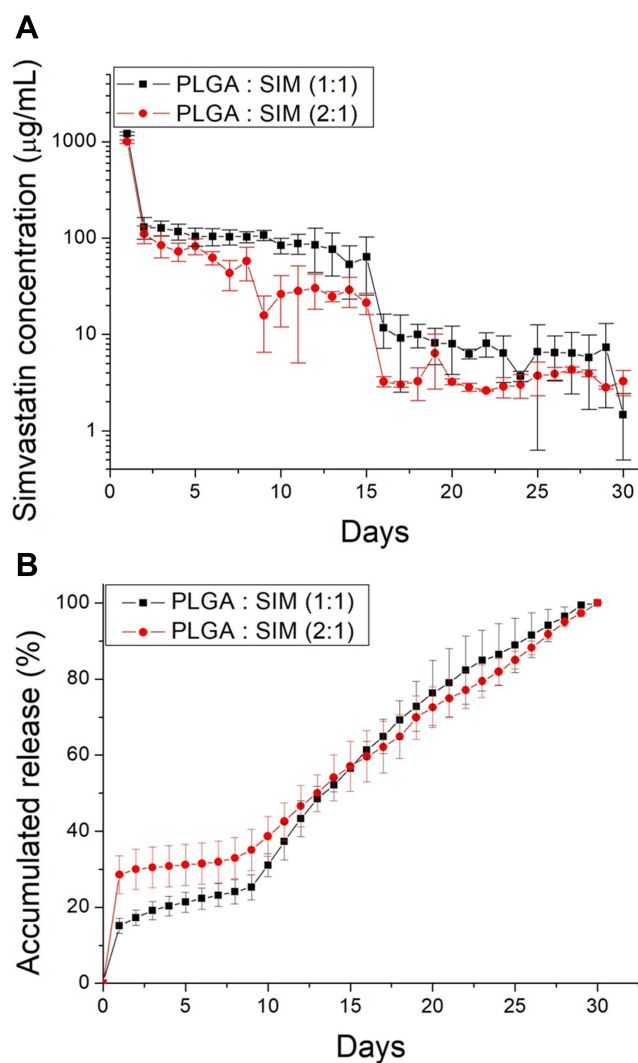 A
PLGA : SIM (1:1)
PLGA : SIM (2:1)
Simvastatin concentration (μg/mL)
1000
100
10
1
0 5 10 15 20 25 30
Days
B
PLGA : SIM (1:1)
PLGA : SIM (2:1)
Accumulated release (%)
100
80
60
40
20
0
0 5 10 15 20 25 30
Days